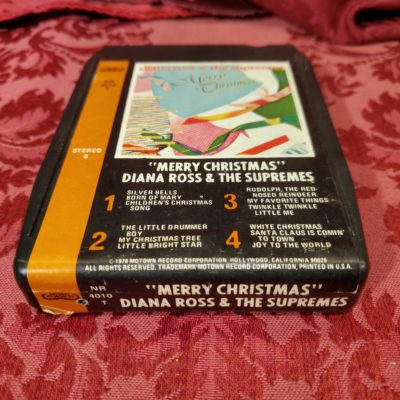 Merry
Christmas
STEREO
8
"MERRY CHRISTMAS"
DIANA ROSS & THE SUPREMES
1
SILVER BELLS
BORN OF MARY
CHILDREN'S CHRISTMAS
SONG
3
RUDOLPH, THE RED-
NOSED REINDEER
MY FAVORITE THINGS
TWINKLE TWINKLE
LITTLE ME
2
THE LITTLE DRUMMER
BOY
MY CHRISTMAS TREE
LITTLE BRIGHT STAR
4
WHITE CHRISTMAS
SANTA CLAUS IS COMIN'
TO TOWN
JOY TO THE WORLD
MOTOWN RECORD CORPORATION, HOLLYWOOD, CALIFORNIA 90028
ALL RIGHTS RESERVED. TRADEMARK MOTOWN RECORD CORPORATION, PRINTED IN U.S.A.
NR
4010
T
"MERRY CHRISTMAS"
DIANA ROSS & THE SUPREMES